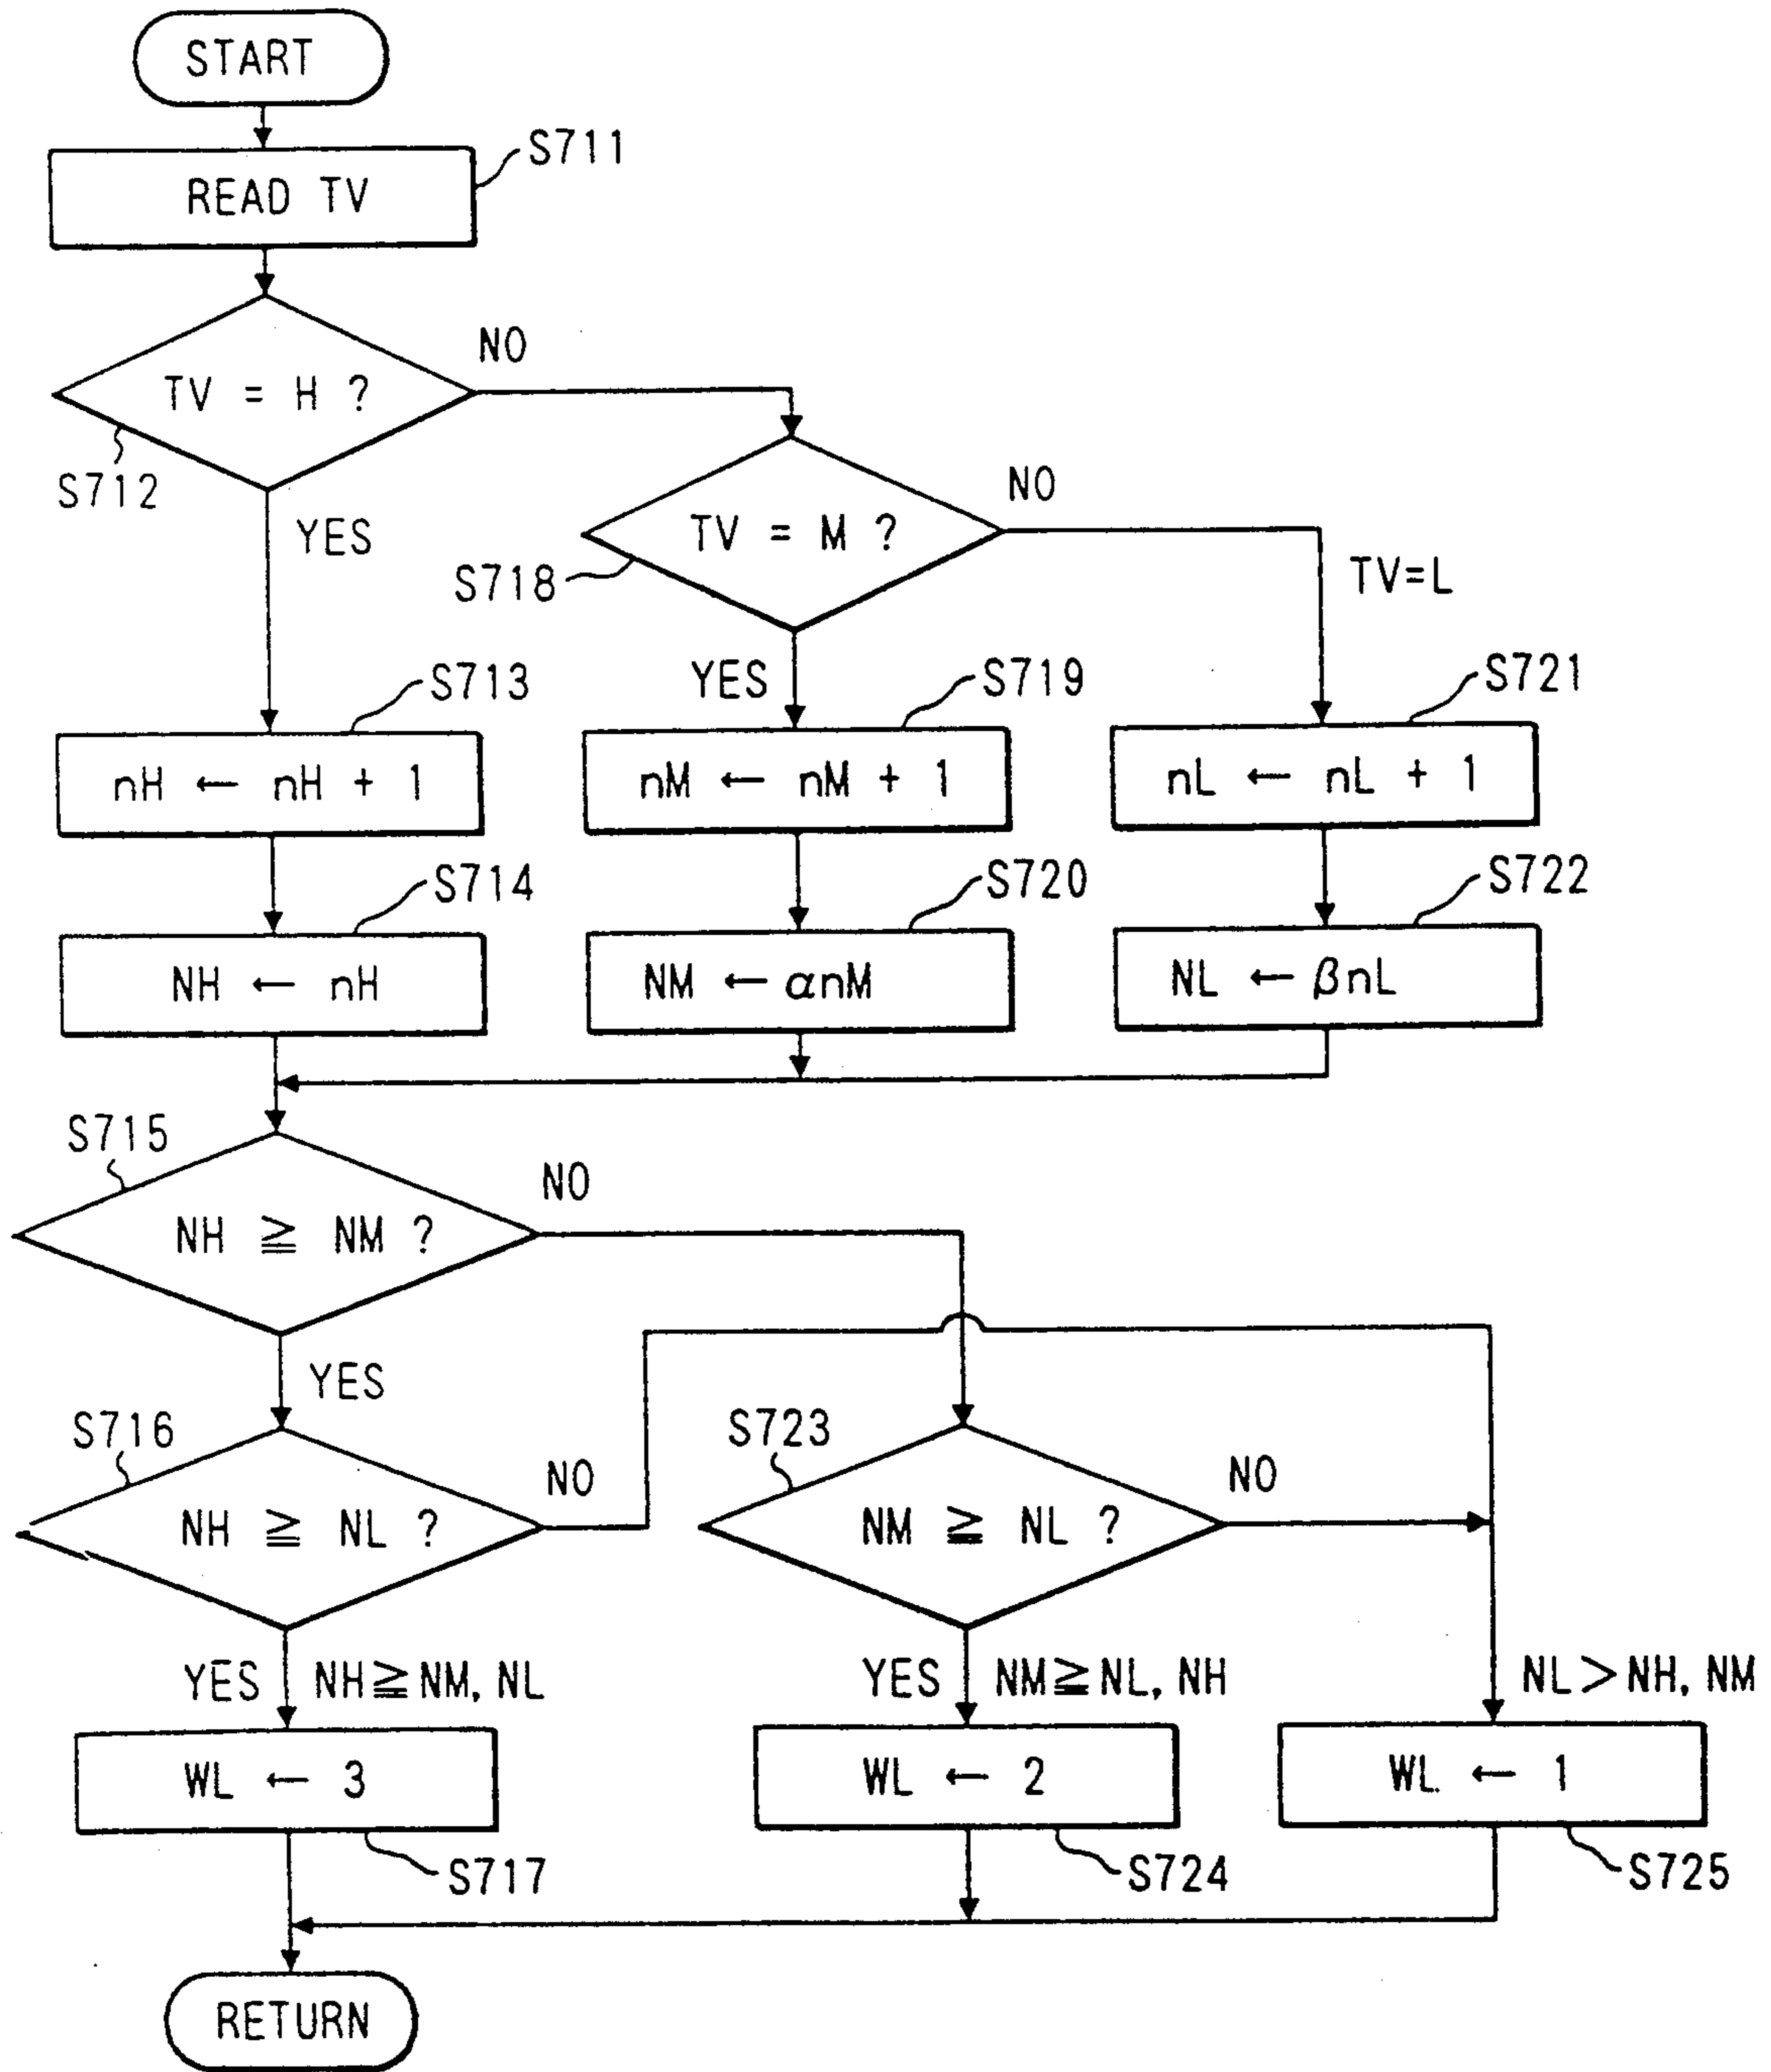 START
S711
READ TV
NO
TV = H ?
S712
YES
NO
TV = M ?
S718
TV=L
YES
S713
S719
S721
nH ← nH + 1
nM ← nM + 1
nL ← nL + 1
S714
S720
S722
NH ← nH
NM ← αnM
NL ← βnL
S715
NO
NH ≧ NM ?
YES
S716
NO
NH ≧ NL ?
S723
NO
NM ≧ NL ?
YES NH≧NM, NL
YES NM≧NL, NH
NL>NH, NM
WL ← 3
WL ← 2
WL ← 1
S717
S724
S725
RETURN